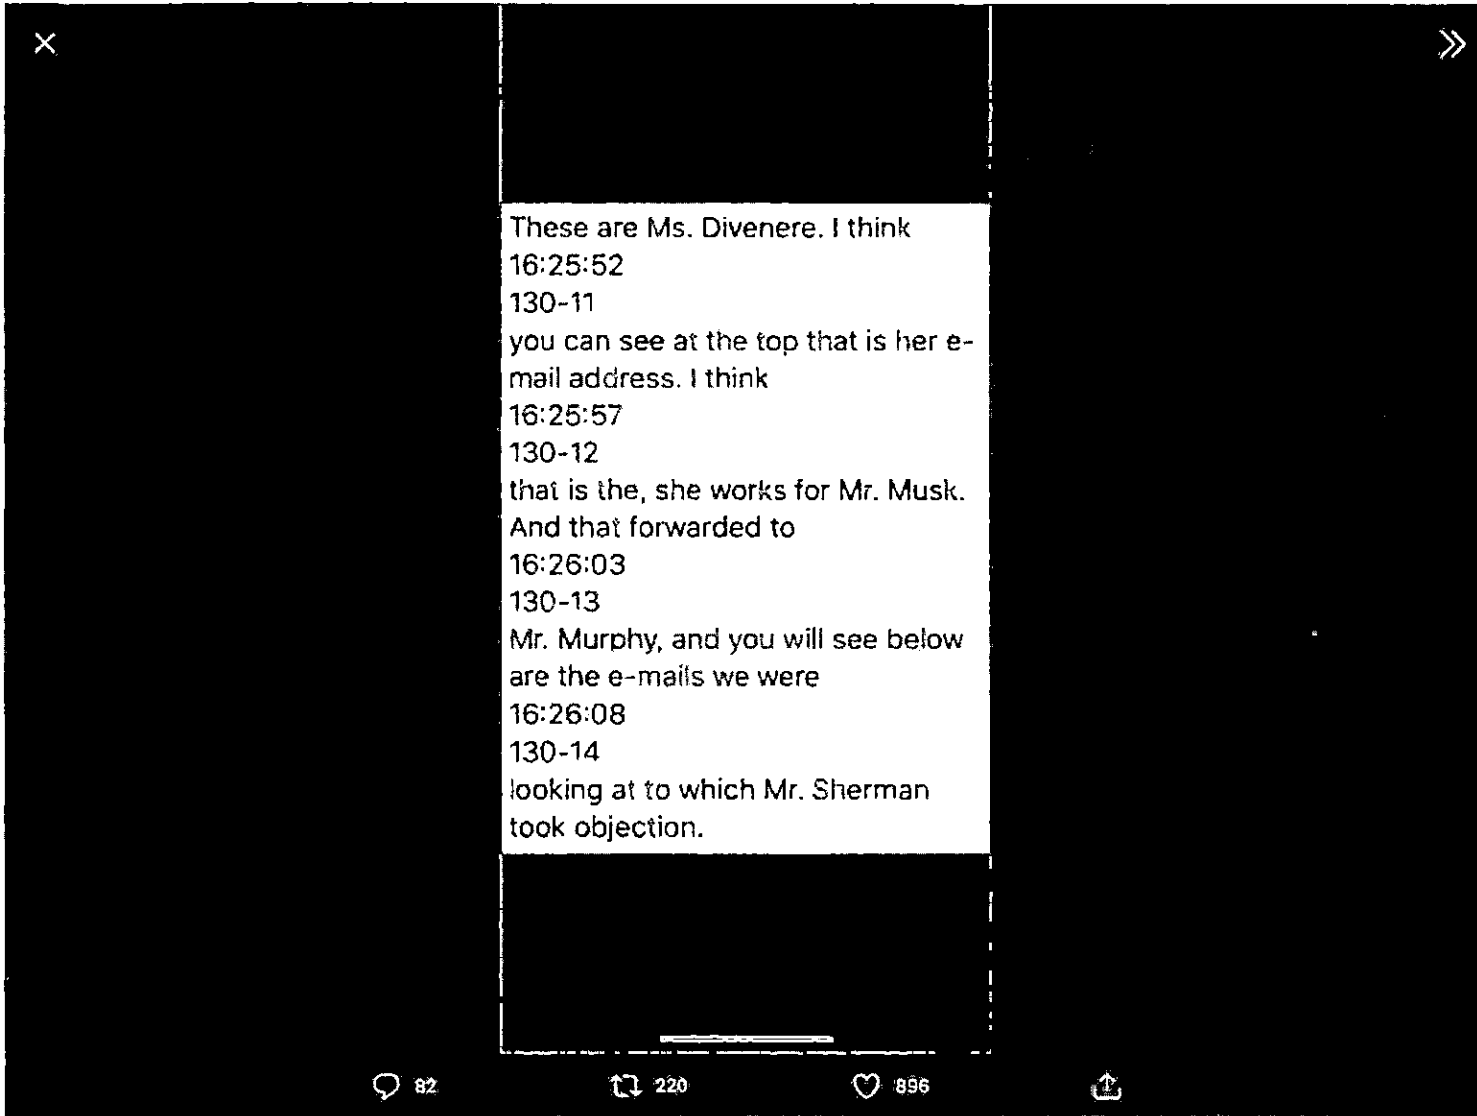 These are Ms. Divenere. I think
16:25:52
130-11
you can see at the top that is her e-
mail address. I think
16:25:57
130-12
that is the, she works for Mr. Musk.
And that forwarded to
16:26:03
130-13
Mr. Murphy, and you will see below
are the e-mails we were
16:26:08
130-14
looking at to which Mr. Sherman
took objection.
82 220 896